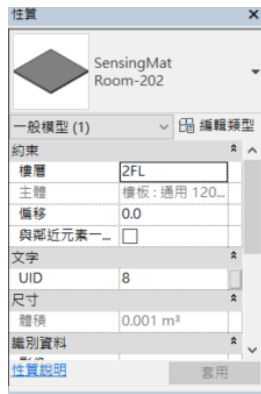 性質
SensingMat
Room-202
一般模型 (1) 編輯類型
約束
樓層 2FL
主體 樓板 : 通用 120...
偏移 0.0
與鄰近元素一...
文字
UID 8
尺寸
體積 0.001 m³
識別資料
性質說明 套用